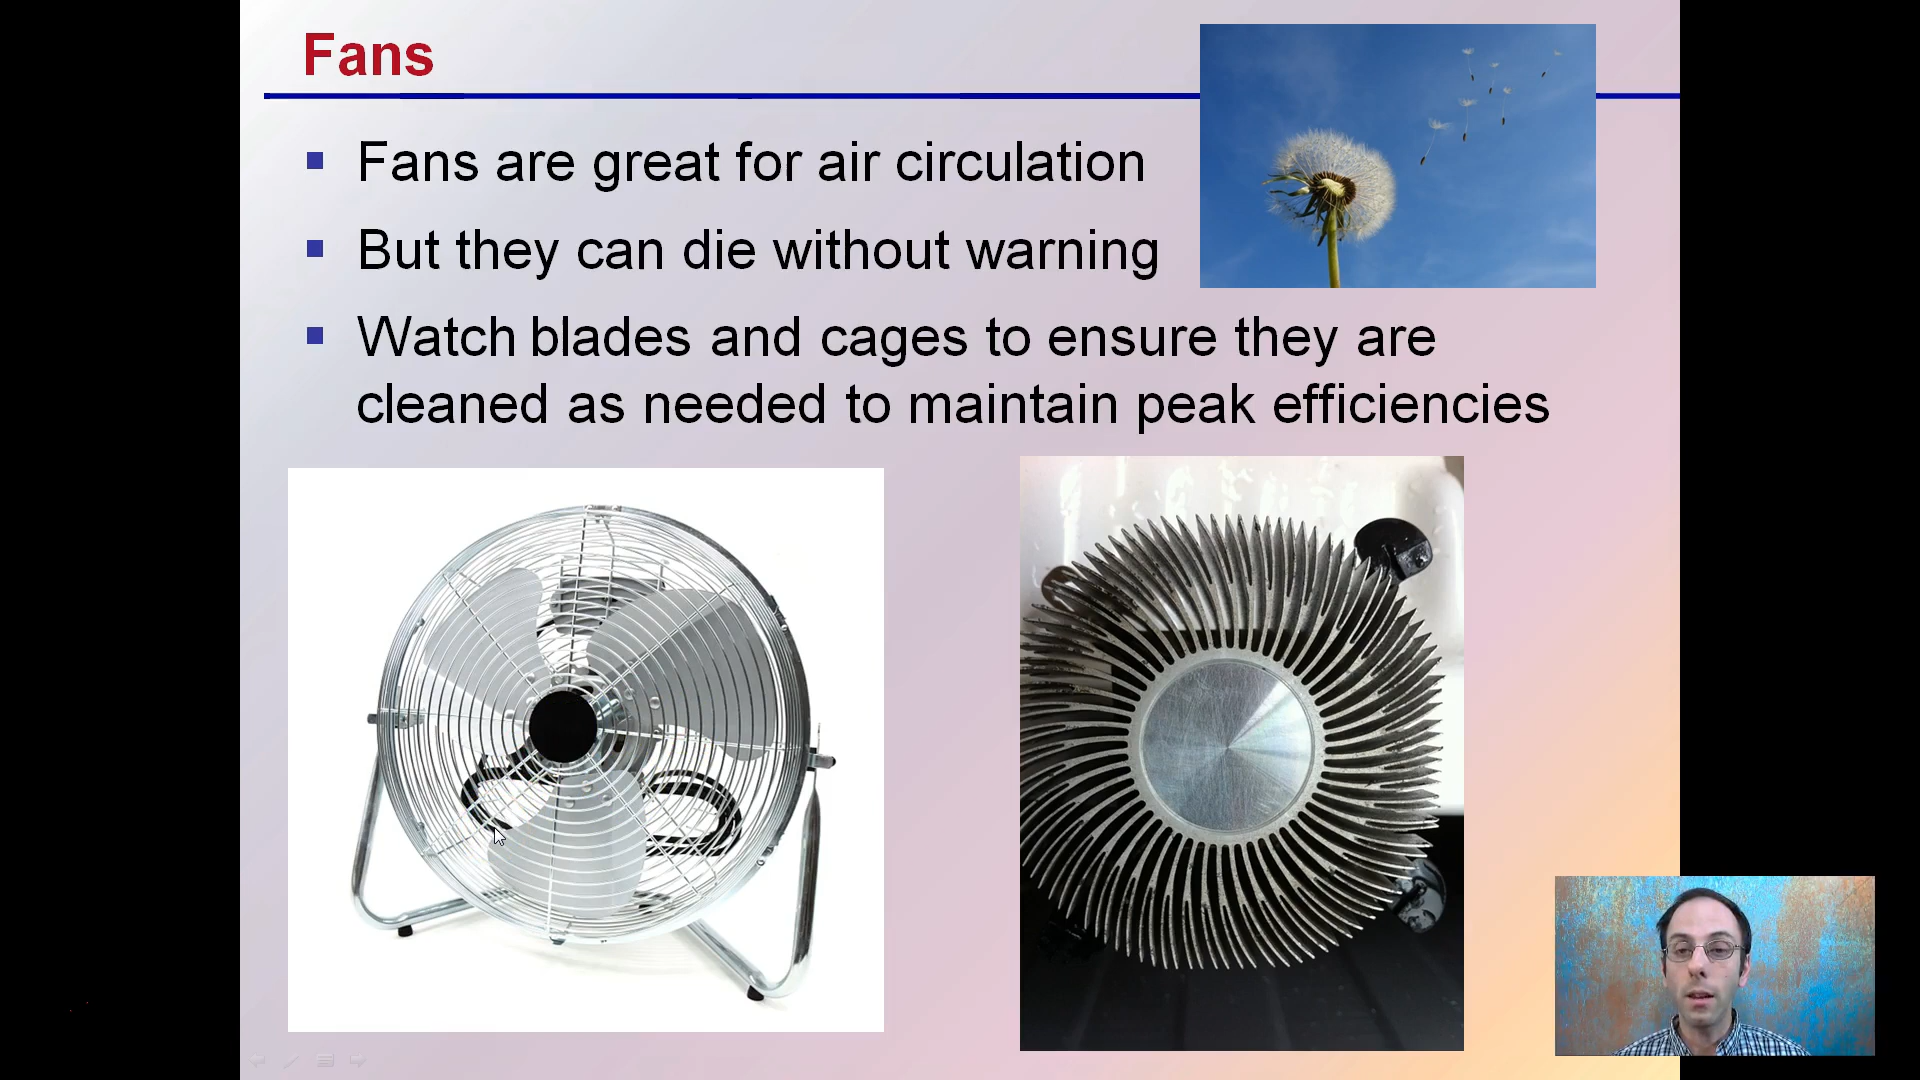 Fans
Fans are great for air circulation
But they can die without warning
Watch blades and cages to ensure they are
cleaned as needed to maintain peak efficiencies